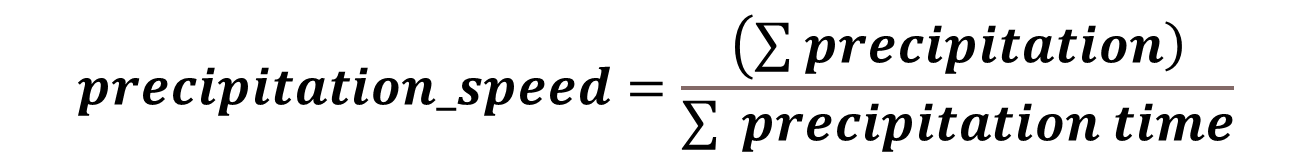 precipitation_speed = (∑ precipitation) / ∑ precipitation time